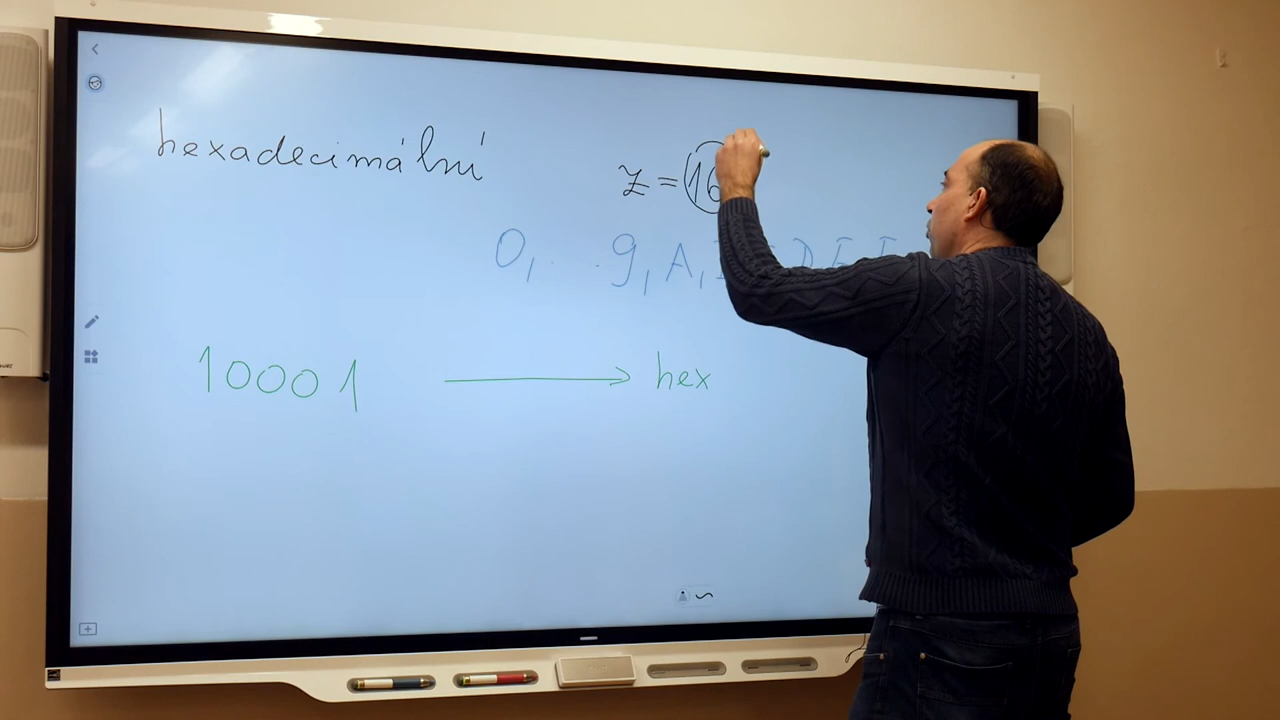 hexadecimální
z = 16
0, . . . 9, A, D E F
10001 → hex